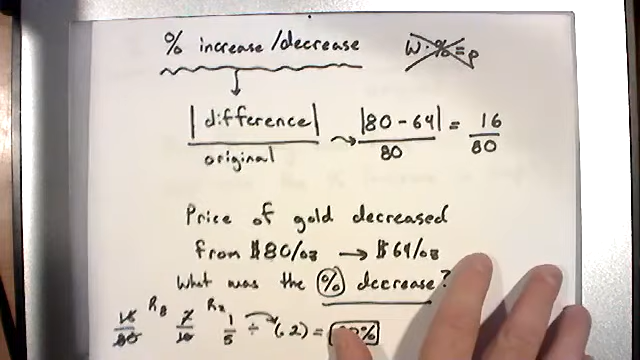 % increase/decrease
W · % = p
|difference| / original → |80 - 64| / 80 = 16 / 80
Price of gold decreased
from $80/oz → $64/oz
What was the % decrease?
16/80 R8 2/10 R2 1/5 ÷ (.2) =